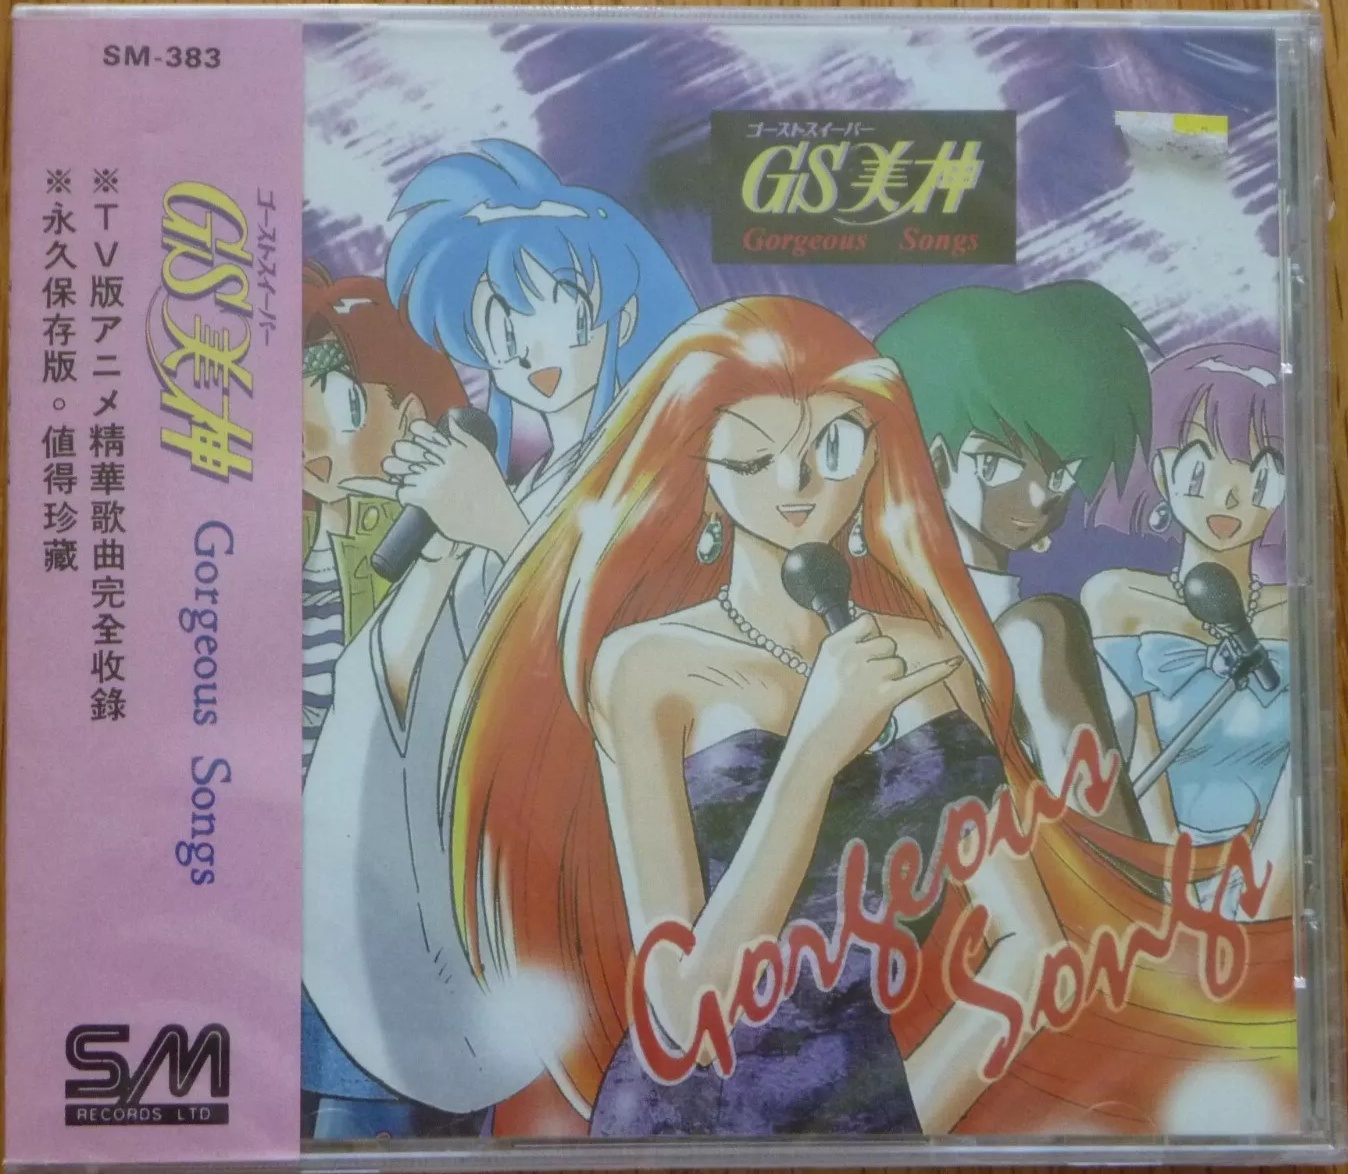 SM-383
ゴーストスイーパー
GS美神 Gorgeous Songs
※TV版アニメ精華歌曲完全收錄
※永久保存版。値得珍藏
SM
RECORDS LTD
ゴーストスイーパー
GS美神
Gorgeous Songs
Gorgeous
Songs